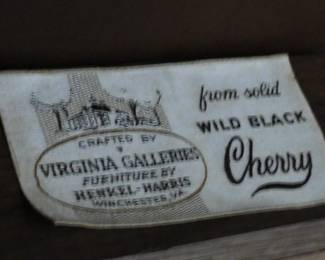 CRAFTED BY
VIRGINIA GALLERIES
FURNITURE BY
HENKEL-HARRIS
WINCHESTER, VA.
from solid
WILD BLACK
Cherry